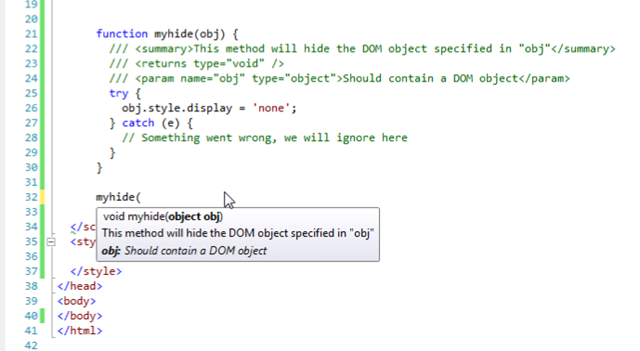 19
20
21 function myhide(obj) {
22 /// <summary>This method will hide the DOM object specified in "obj"</summary>
23 /// <returns type="void" />
24 /// <param name="obj" type="object">Should contain a DOM object</param>
25 try {
26 obj.style.display = 'none';
27 } catch (e) {
28 // Something went wrong, we will ignore here
29 }
30 }
31
32 myhide(
33 void myhide(object obj)
34 </sc
This method will hide the DOM object specified in "obj"
35 <sty
36 obj: Should contain a DOM object
37 </style>
38 </head>
39 <body>
40 </body>
41 </html>
42